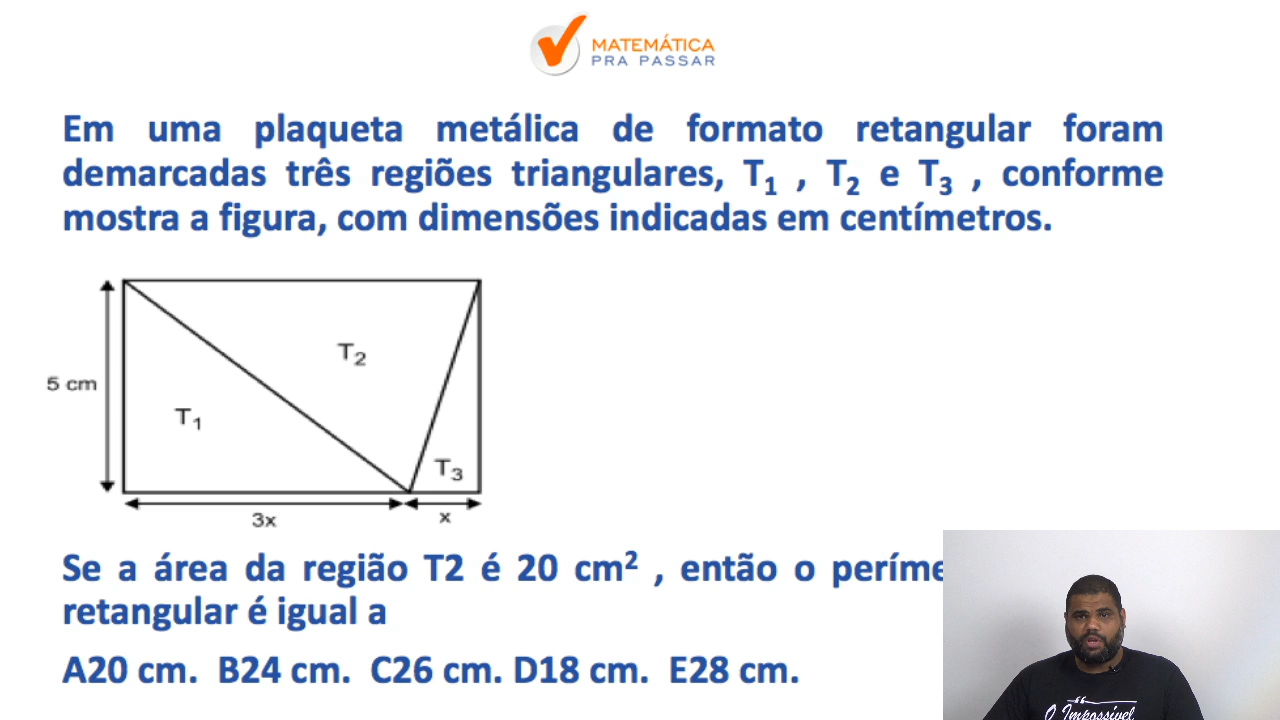 MATEMÁTICA
PRA PASSAR
Em uma plaqueta metálica de formato retangular foram
demarcadas três regiões triangulares, T₁ , T₂ e T₃ , conforme
mostra a figura, com dimensões indicadas em centímetros.
T₂
5 cm
T₁
T₃
3x
x
Se a área da região T2 é 20 cm² , então o
retangular é igual a
A20 cm. B24 cm. C26 cm. D18 cm. E28 cm.
O Impossível